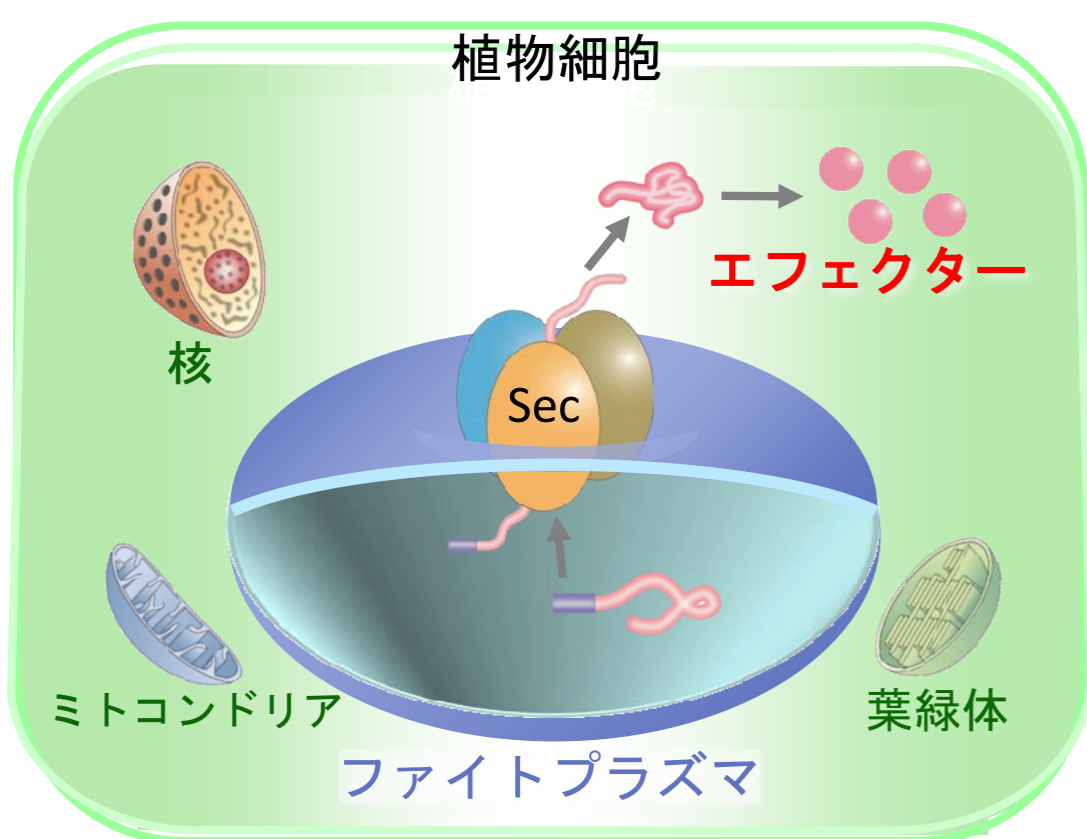 植物細胞
エフェクター
核
Sec
ミトコンドリア
葉緑体
ファイトプラズマ